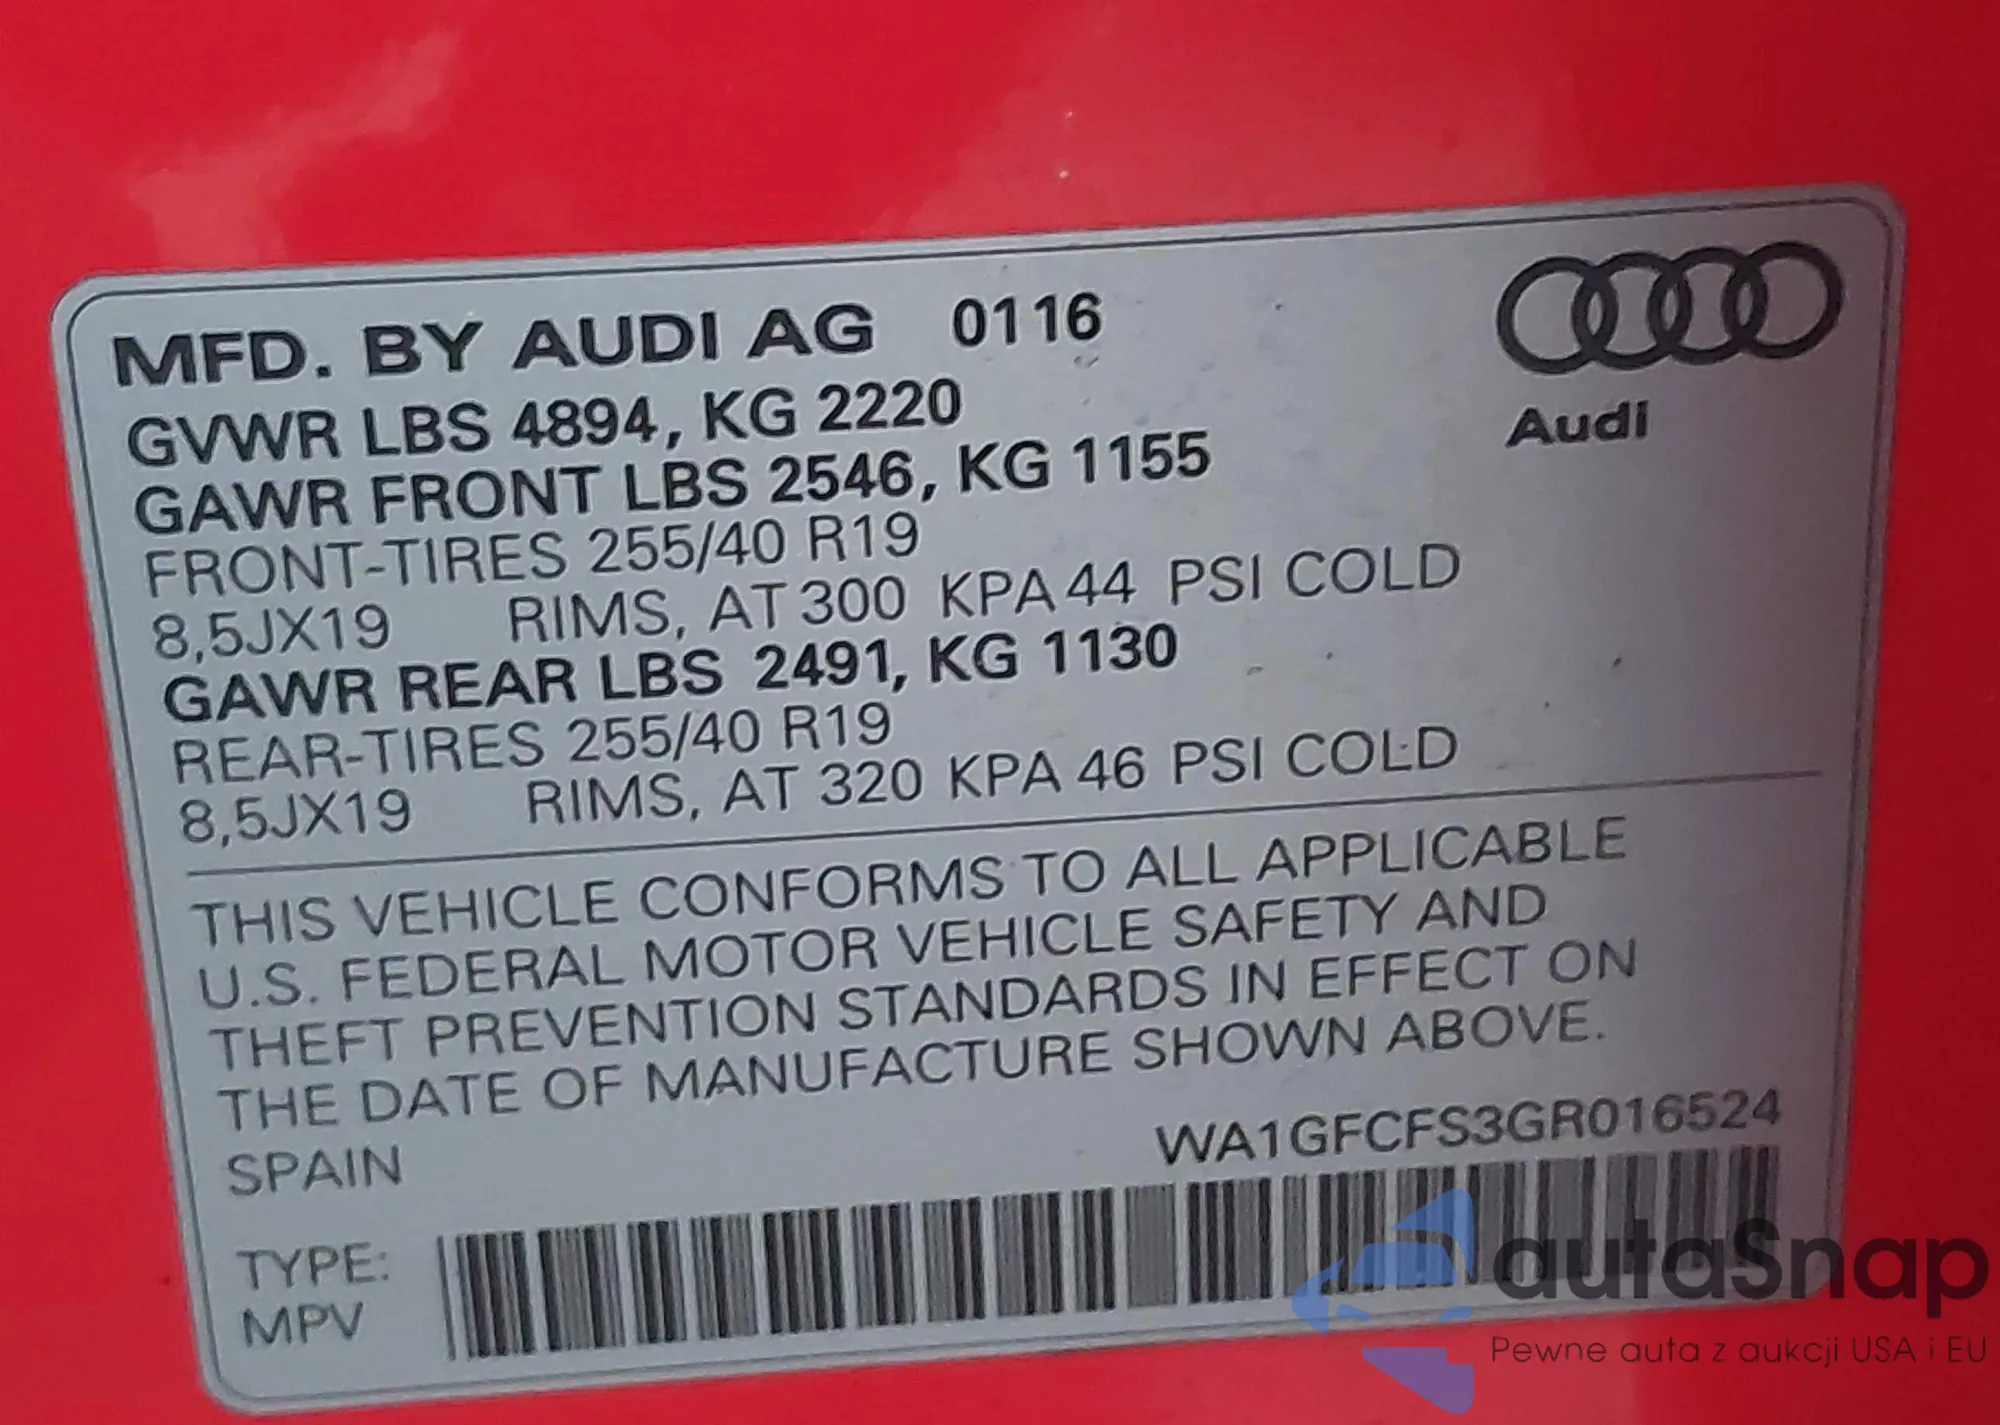 MFD. BY AUDI AG 0116
GVWR LBS 4894, KG 2220
GAWR FRONT LBS 2546, KG 1155
FRONT-TIRES 255/40 R19
8,5JX19 RIMS, AT 300 KPA 44 PSI COLD
GAWR REAR LBS 2491, KG 1130
REAR-TIRES 255/40 R19
8,5JX19 RIMS, AT 320 KPA 46 PSI COLD
Audi
THIS VEHICLE CONFORMS TO ALL APPLICABLE
U.S. FEDERAL MOTOR VEHICLE SAFETY AND
THEFT PREVENTION STANDARDS IN EFFECT ON
THE DATE OF MANUFACTURE SHOWN ABOVE.
SPAIN
WA1GFCFS3GR016524
TYPE:
MPV
autaSnap
Pewne auta z aukcji USA i EU